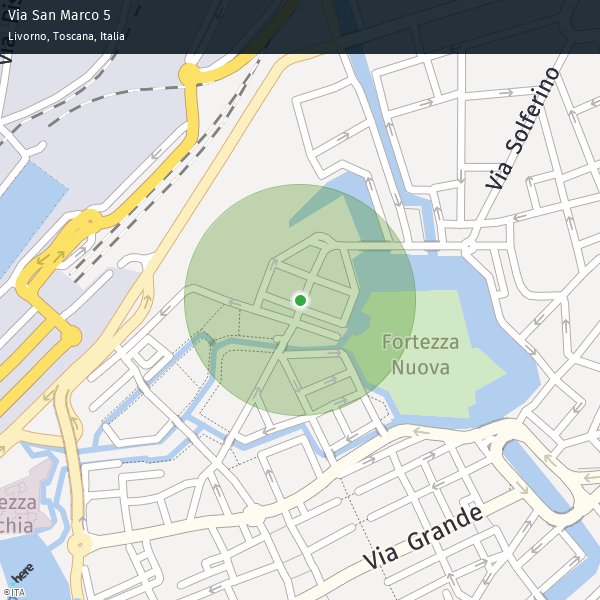 Via San Marco 5
Livorno, Toscana, Italia
Via Solferino
Fortezza
Nuova
ezza
chia
Via Grande
here
©ITA